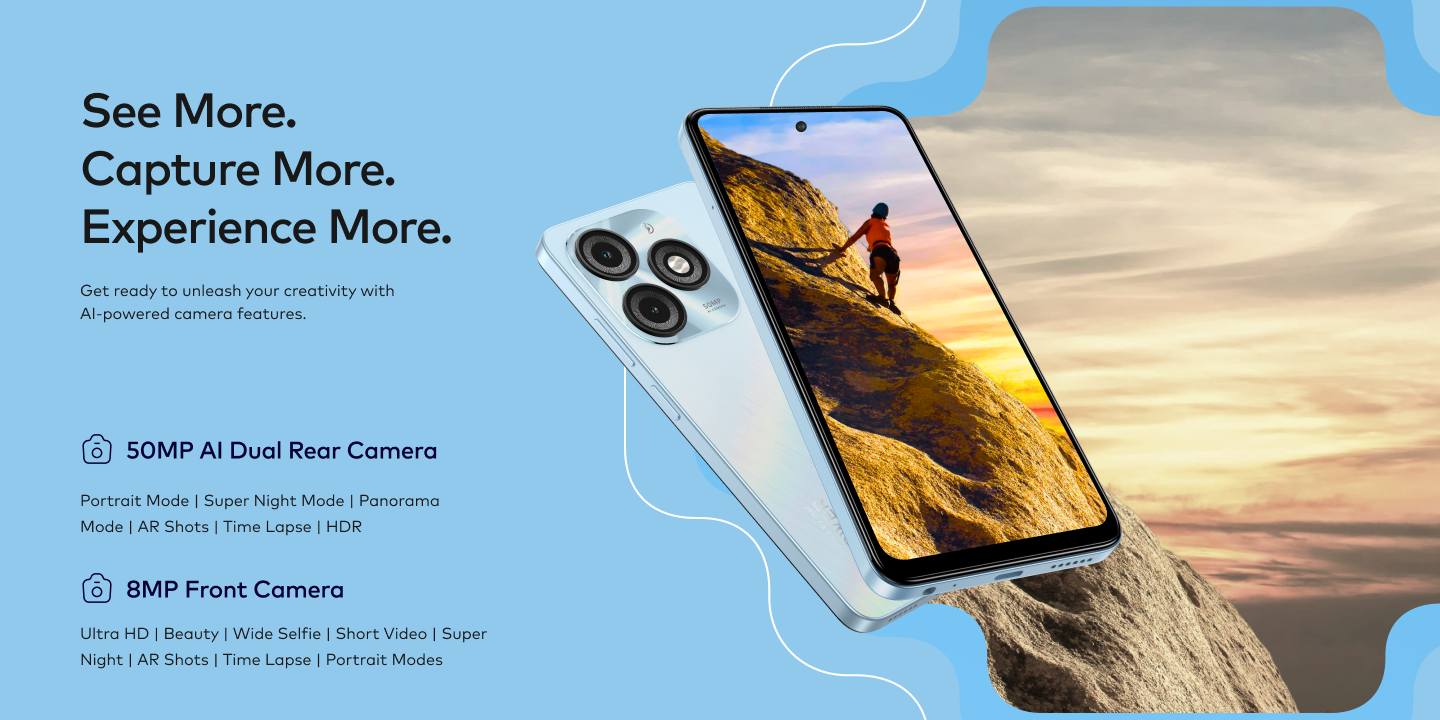 See More.
Capture More.
Experience More.
Get ready to unleash your creativity with
AI-powered camera features.
50MP AI Dual Rear Camera
Portrait Mode | Super Night Mode | Panorama
Mode | AR Shots | Time Lapse | HDR
8MP Front Camera
Ultra HD | Beauty | Wide Selfie | Short Video | Super
Night | AR Shots | Time Lapse | Portrait Modes
50MP